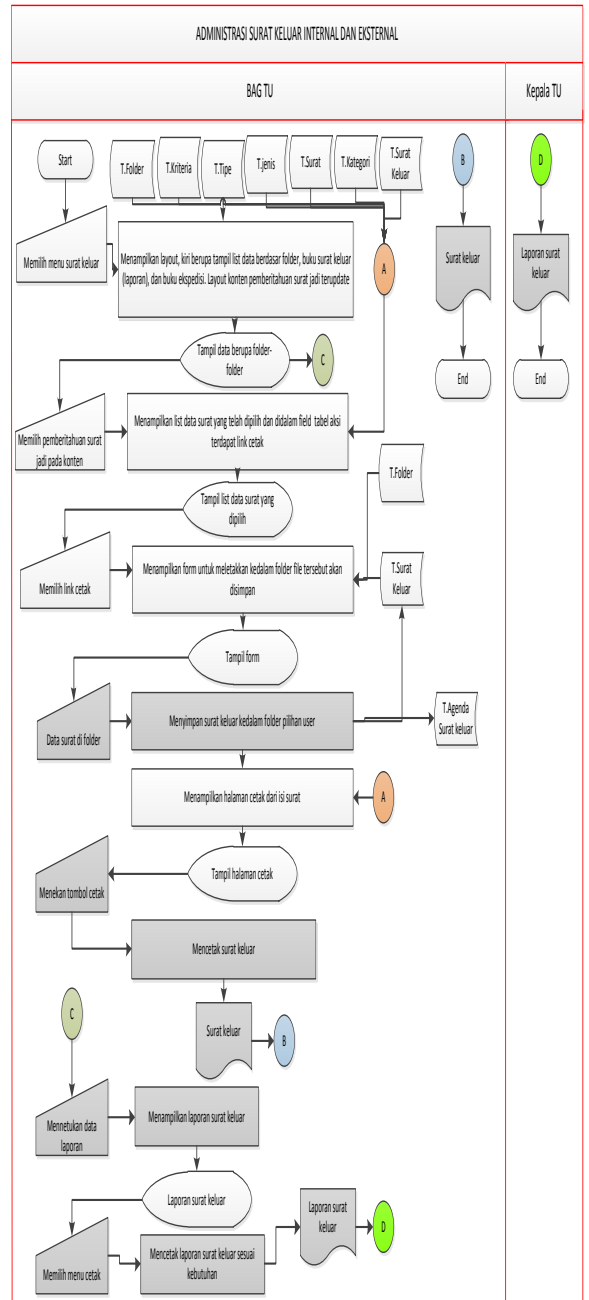 ADMINISTRASI SURAT KELUAR INTERNAL DAN EKSTERNAL
BAG TU
Kepala TU
Start
T.Folder
T.Kriteria
T.Tipe
T.jenis
T.Surat
T.Kategori
T.Surat
Keluar
B
D
Memilih menu surat keluar
Menampilkan layout, kiri berupa tampil list data berdasar folder, buku surat keluar
(laporan), dan buku ekspedisi. Layout konten pemberitahuan surat jadi terupdate
A
Surat keluar
Laporan surat
keluar
Tampil data berupa folder-
folder
C
End
End
Memilih pemberitahuan surat
jadi pada konten
Menampilkan list data surat yang telah dipilih dan didalam field tabel aksi
terdapat link cetak
T.Folder
Tampil list data surat yang
dipilih
Memilih link cetak
Menampilkan form untuk meletakkan kedalam folder file tersebut akan
disimpan
T.Surat
Keluar
Tampil form
Data surat di folder
Menyimpan surat keluar kedalam folder pilihan user
T.Agenda
Surat keluar
Menampilkan halaman cetak dari isi surat
A
Menekan tombol cetak
Tampil halaman cetak
Mencetak surat keluar
C
Surat keluar
B
Mennetukan data
laporan
Menampilkan laporan surat keluar
Laporan surat keluar
Laporan surat
keluar
D
Memilih menu cetak
Mencetak laporan surat keluar sesuai
kebutuhan